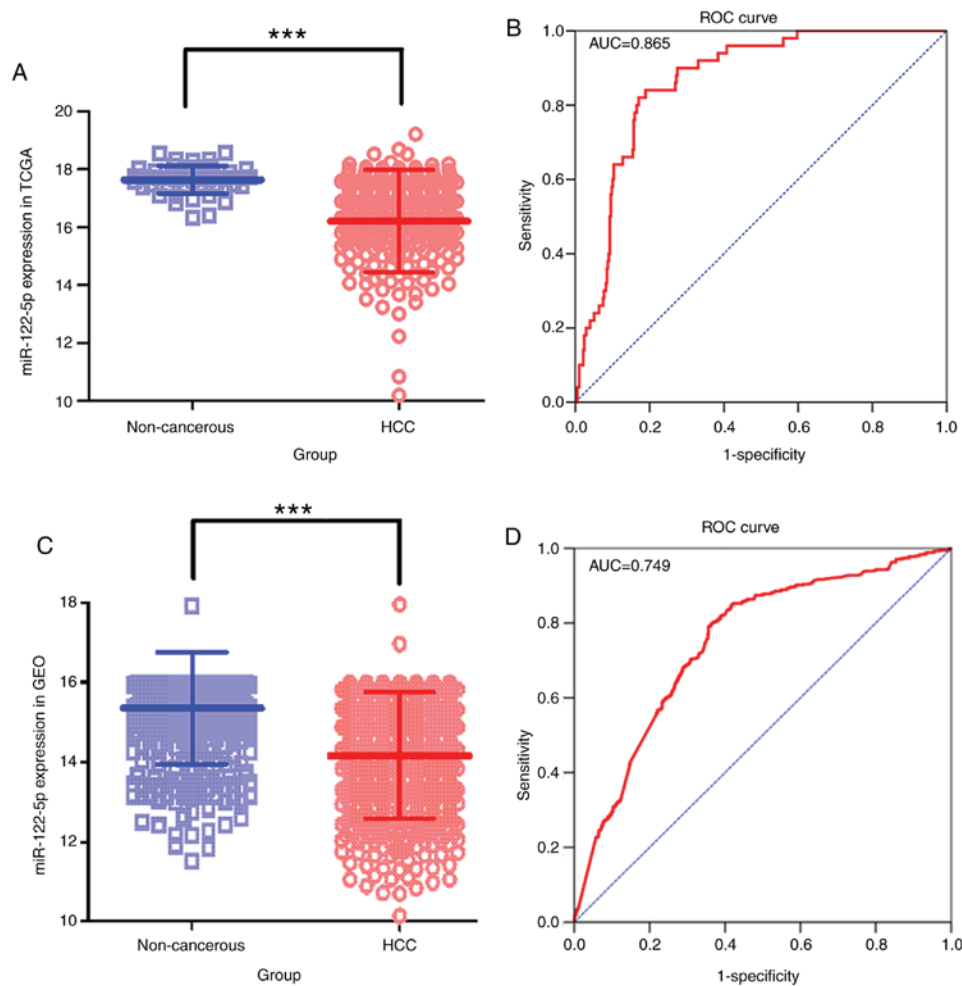 A
***
miR-122-5p expression in TCGA
20
18
16
14
12
10
Non-cancerous
HCC
Group
B
ROC curve
AUC=0.865
Sensitivity
1.0
0.8
0.6
0.4
0.2
0.0
0.0 0.2 0.4 0.6 0.8 1.0
1-specificity
C
***
miR-122-5p expression in GEO
18
16
14
12
10
Non-cancerous
HCC
Group
D
ROC curve
AUC=0.749
Sensitivity
1.0
0.8
0.6
0.4
0.2
0.0
0.0 0.2 0.4 0.6 0.8 1.0
1-specificity